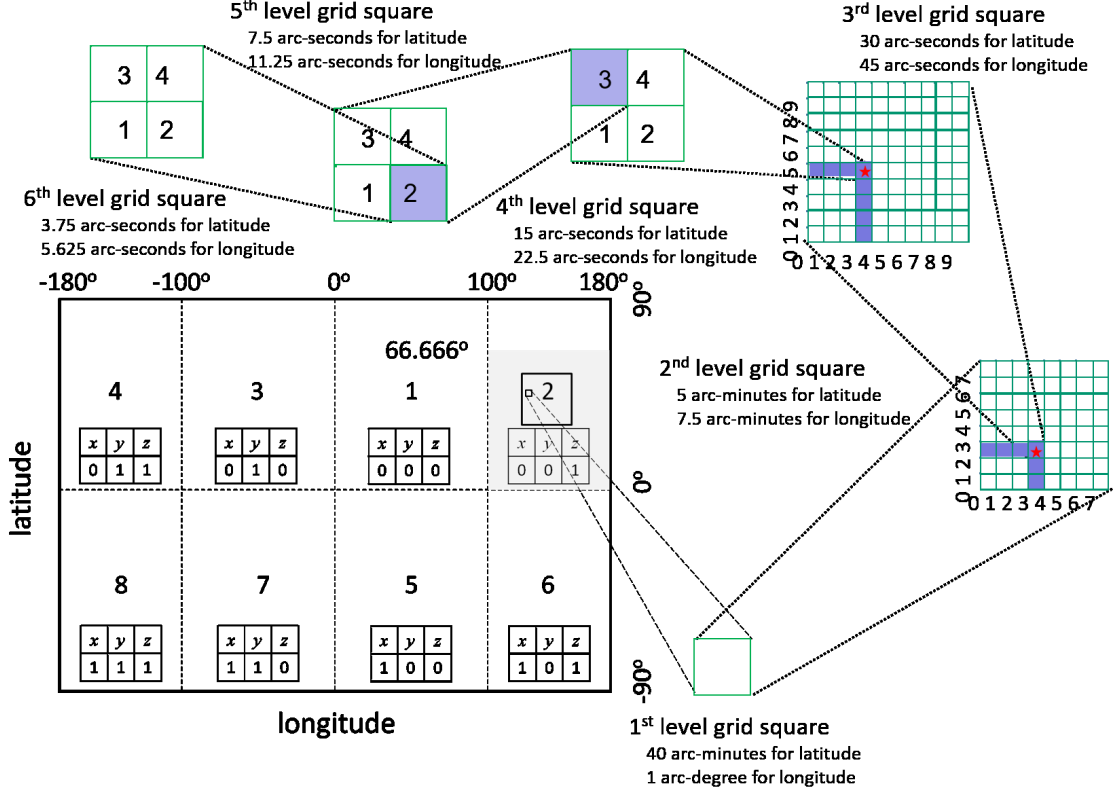 5th level grid square
7.5 arc-seconds for latitude
11.25 arc-seconds for longitude
3 4
1 2
3 4
1 2
3 4
1 2
3rd level grid square
30 arc-seconds for latitude
45 arc-seconds for longitude
0 1 2 3 4 5 6 7 8 9
0 1 2 3 4 5 6 7 8 9
6th level grid square
3.75 arc-seconds for latitude
5.625 arc-seconds for longitude
4th level grid square
15 arc-seconds for latitude
22.5 arc-seconds for longitude
-180º -100º 0º 100º 180º
90º
0º
-90º
66.666º
4 3 1 2
x y z x y z x y z x y z
0 1 1 0 1 0 0 0 0 0 0 1
8 7 5 6
x y z x y z x y z x y z
1 1 1 1 1 0 1 0 0 1 0 1
latitude
longitude
2nd level grid square
5 arc-minutes for latitude
7.5 arc-minutes for longitude
0 1 2 3 4 5 6 7
0 1 2 3 4 5 6 7
1st level grid square
40 arc-minutes for latitude
1 arc-degree for longitude